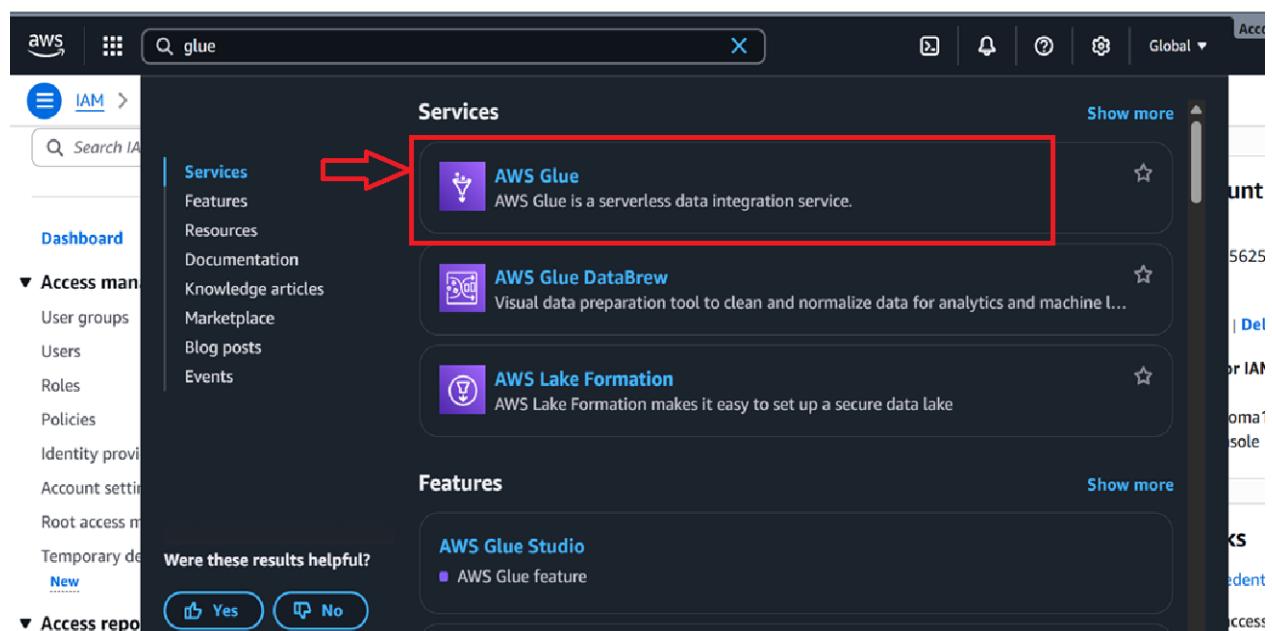 aws
glue
Global
Acco
IAM
Search IA
Dashboard
Access man
User groups
Users
Roles
Policies
Identity provi
Account settin
Root access m
Temporary de
New
Access repo
Services
Features
Resources
Documentation
Knowledge articles
Marketplace
Blog posts
Events
Were these results helpful?
Yes
No
Services
Show more
AWS Glue
AWS Glue is a serverless data integration service.
AWS Glue DataBrew
Visual data preparation tool to clean and normalize data for analytics and machine l...
AWS Lake Formation
AWS Lake Formation makes it easy to set up a secure data lake
Features
Show more
AWS Glue Studio
AWS Glue feature
unt
5625
| Del
or IAM
sole
ks
edent
ccess